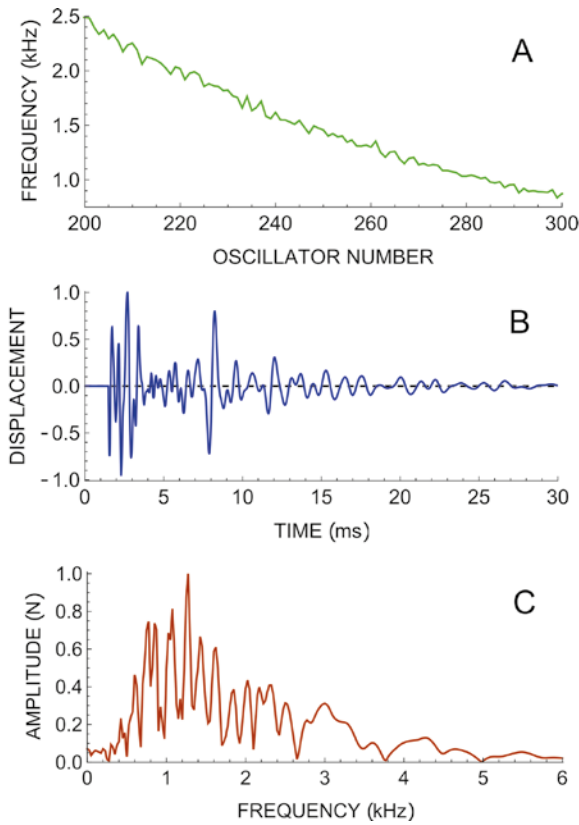 A
FREQUENCY (kHz)
2.5
2.0
1.5
1.0
200 220 240 260 280 300
OSCILLATOR NUMBER
B
DISPLACEMENT
1.0
0.5
0.0
-0.5
-1.0
0 5 10 15 20 25 30
TIME (ms)
C
AMPLITUDE (N)
1.0
0.8
0.6
0.4
0.2
0.0
0 1 2 3 4 5 6
FREQUENCY (kHz)